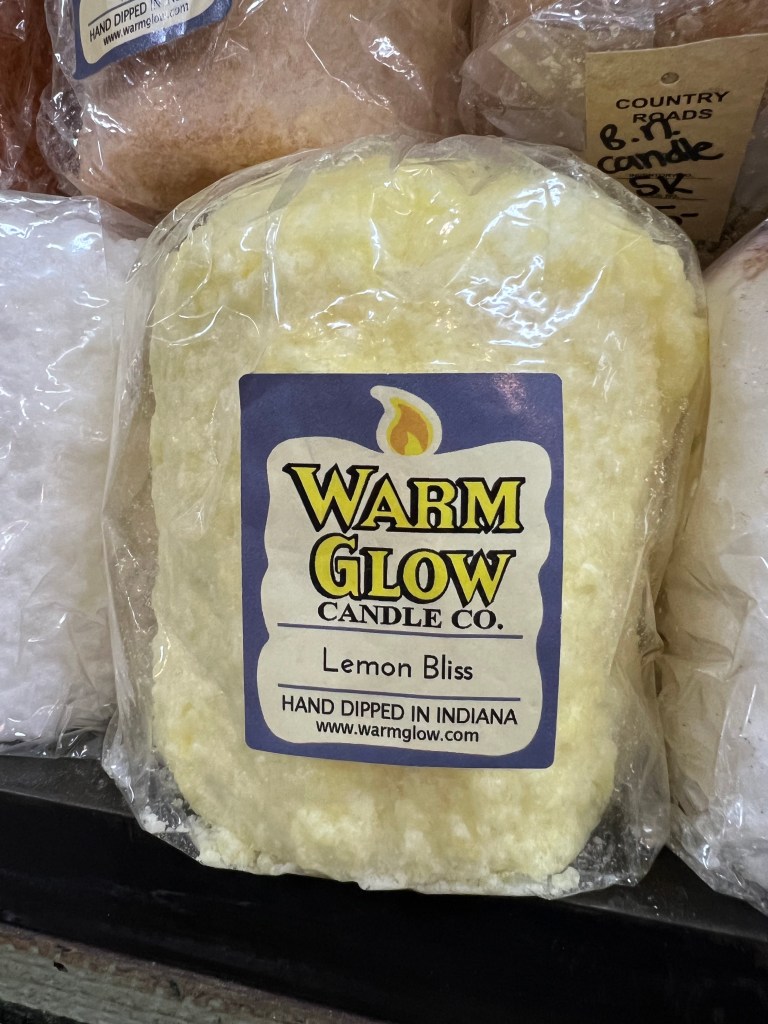 HAND DIPPED IN
www.warmglow.com
COUNTRY
ROADS
B.N.
candle
5K
WARM
GLOW
CANDLE CO.
Lemon Bliss
HAND DIPPED IN INDIANA
www.warmglow.com